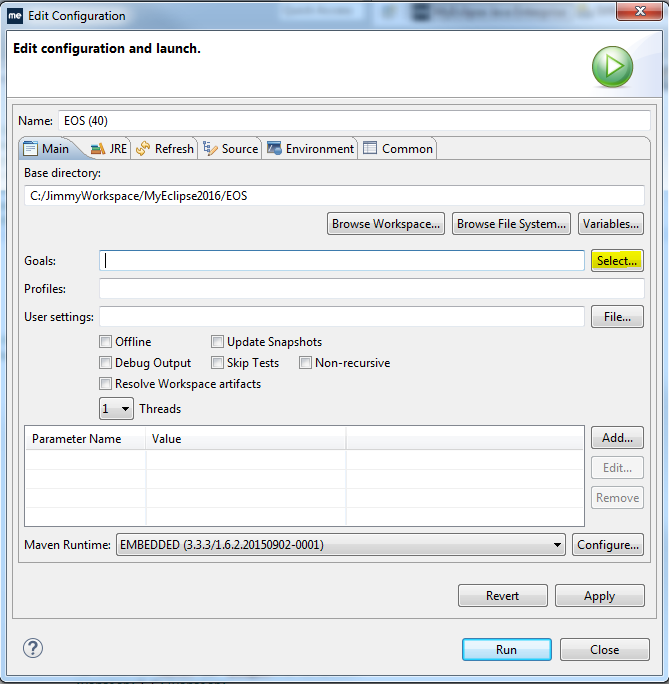 me Edit Configuration
Edit configuration and launch.
Name: EOS (40)
Main JRE Refresh Source Environment Common
Base directory:
C:/JimmyWorkspace/MyEclipse2016/EOS
Browse Workspace... Browse File System... Variables...
Goals: Select...
Profiles:
User settings: File...
Offline Update Snapshots
Debug Output Skip Tests Non-recursive
Resolve Workspace artifacts
1 Threads
Parameter Name Value Add...
Edit...
Remove
Maven Runtime: EMBEDDED (3.3.3/1.6.2.20150902-0001) Configure...
Revert Apply
? Run Close